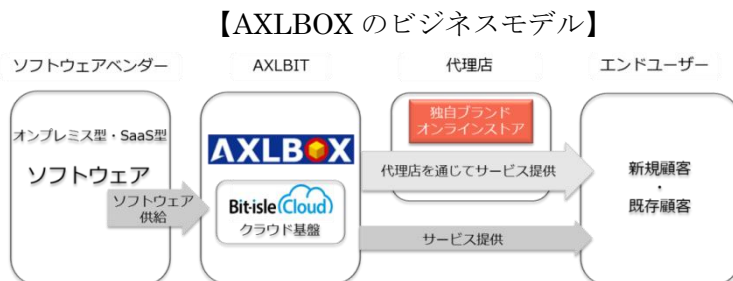 【AXLBOX のビジネスモデル】
ソフトウェアベンダー
AXLBIT
代理店
エンドユーザー
オンプレミス型・SaaS型
ソフトウェア
ソフトウェア
供給
AXLBOX
Bit-isle Cloud
クラウド基盤
独自ブランド
オンラインストア
代理店を通じてサービス提供
サービス提供
新規顧客
・
既存顧客